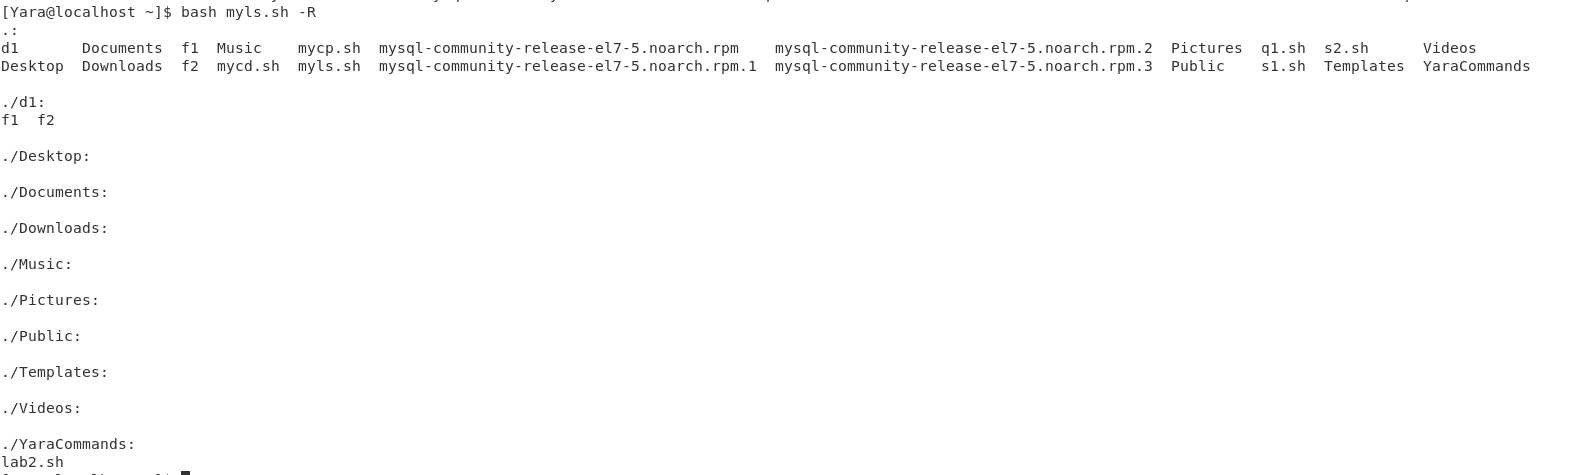 [Yara@localhost ~]$ bash myls.sh -R
.:
d1       Documents  f1  Music    mycp.sh  mysql-community-release-el7-5.noarch.rpm    mysql-community-release-el7-5.noarch.rpm.2  Pictures  q1.sh  s2.sh      Videos
Desktop  Downloads  f2  mycd.sh  myls.sh  mysql-community-release-el7-5.noarch.rpm.1  mysql-community-release-el7-5.noarch.rpm.3  Public    s1.sh  Templates  YaraCommands

./d1:
f1  f2

./Desktop:

./Documents:

./Downloads:

./Music:

./Pictures:

./Public:

./Templates:

./Videos:

./YaraCommands:
lab2.sh